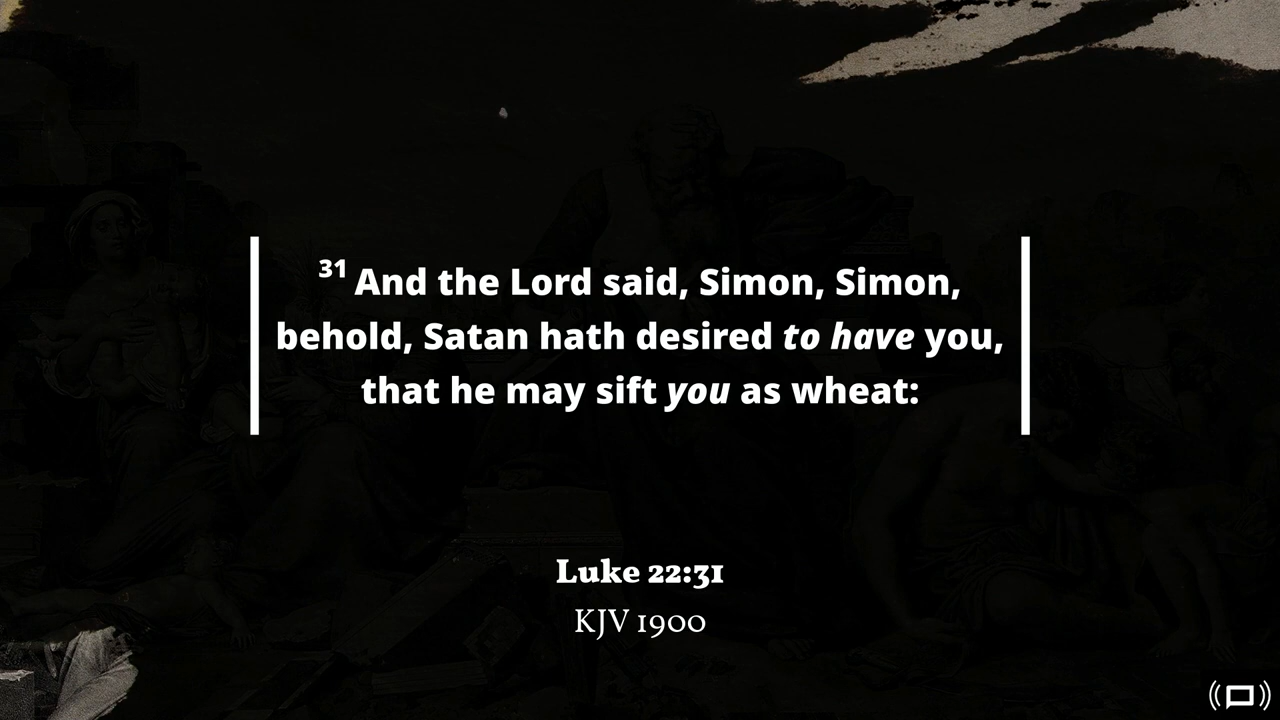 31 And the Lord said, Simon, Simon,
behold, Satan hath desired to have you,
that he may sift you as wheat:
Luke 22:31
KJV 1900